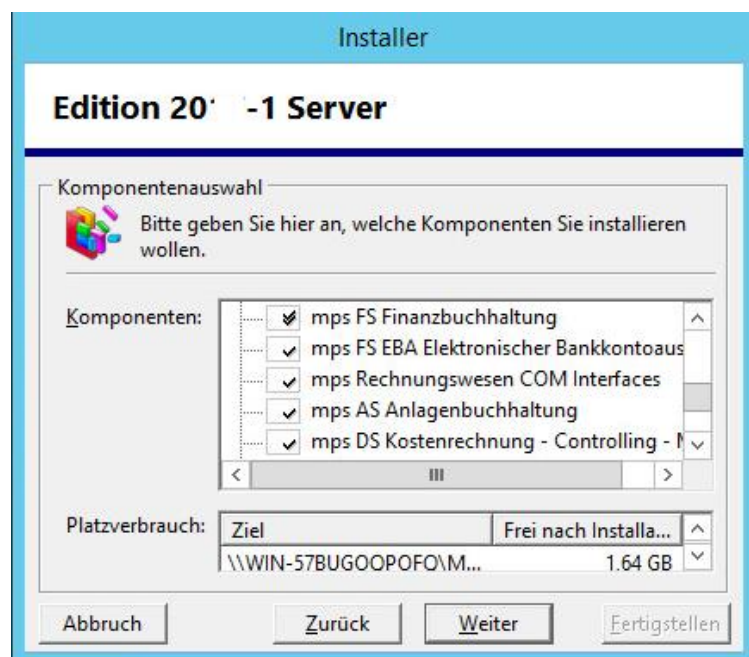 Installer
Edition 20 -1 Server
Komponentenauswahl
Bitte geben Sie hier an, welche Komponenten Sie installieren
wollen.
Komponenten:
mps FS Finanzbuchhaltung
mps FS EBA Elektronischer Bankkontoaus
mps Rechnungswesen COM Interfaces
mps AS Anlagenbuchhaltung
mps DS Kostenrechnung - Controlling -
Platzverbrauch:
Ziel Frei nach Installa...
\\WIN-57BUGOOPOFO\M... 1.64 GB
Abbruch Zurück Weiter Fertigstellen